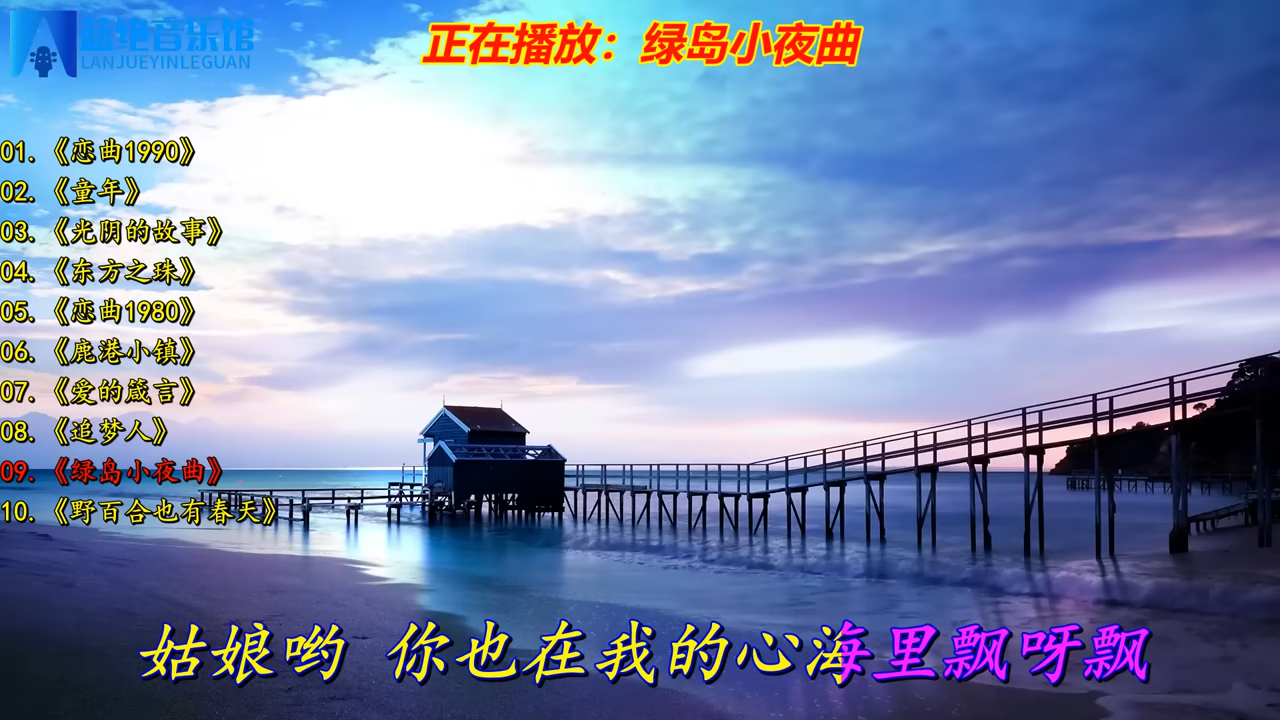 蓝绝音乐馆
LANJUEYINLEGUAN
正在播放：绿岛小夜曲
01.《恋曲1990》
02.《童年》
03.《光阴的故事》
04.《东方之珠》
05.《恋曲1980》
06.《鹿港小镇》
07.《爱的箴言》
08.《追梦人》
09.《绿岛小夜曲》
10.《野百合也有春天》
姑娘哟 你也在我的心海里飘呀飘